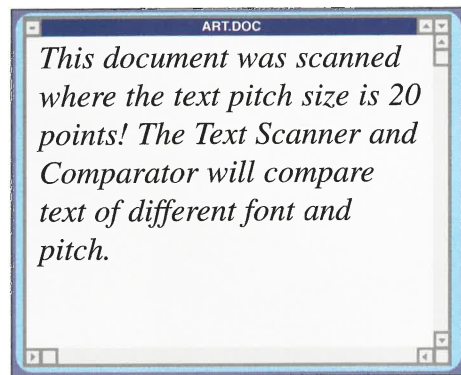 ART.DOC
This document was scanned
where the text pitch size is 20
points! The Text Scanner and
Comparator will compare
text of different font and
pitch.